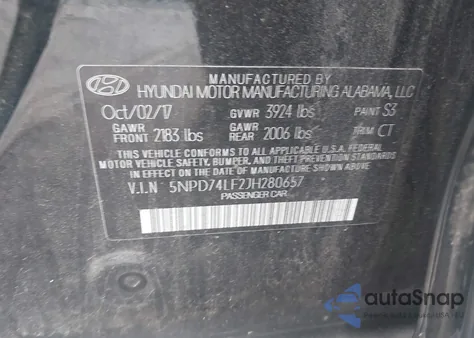 MANUFACTURED BY
HYUNDAI MOTOR MANUFACTURING ALABAMA, LLC
Oct/02/17 GVWR 3924 lbs PAINT S3
GAWR FRONT 2183 lbs GAWR REAR 2006 lbs TRIM CT
THIS VEHICLE CONFORMS TO ALL APPLICABLE U.S.A. FEDERAL
MOTOR VEHICLE SAFETY, BUMPER, AND THEFT PREVENTION STANDARDS
IN EFFECT ON THE DATE OF MANUFACTURE SHOWN ABOVE.
V.I.N 5NPD74LF2JH280657
PASSENGER CAR
autoSnap